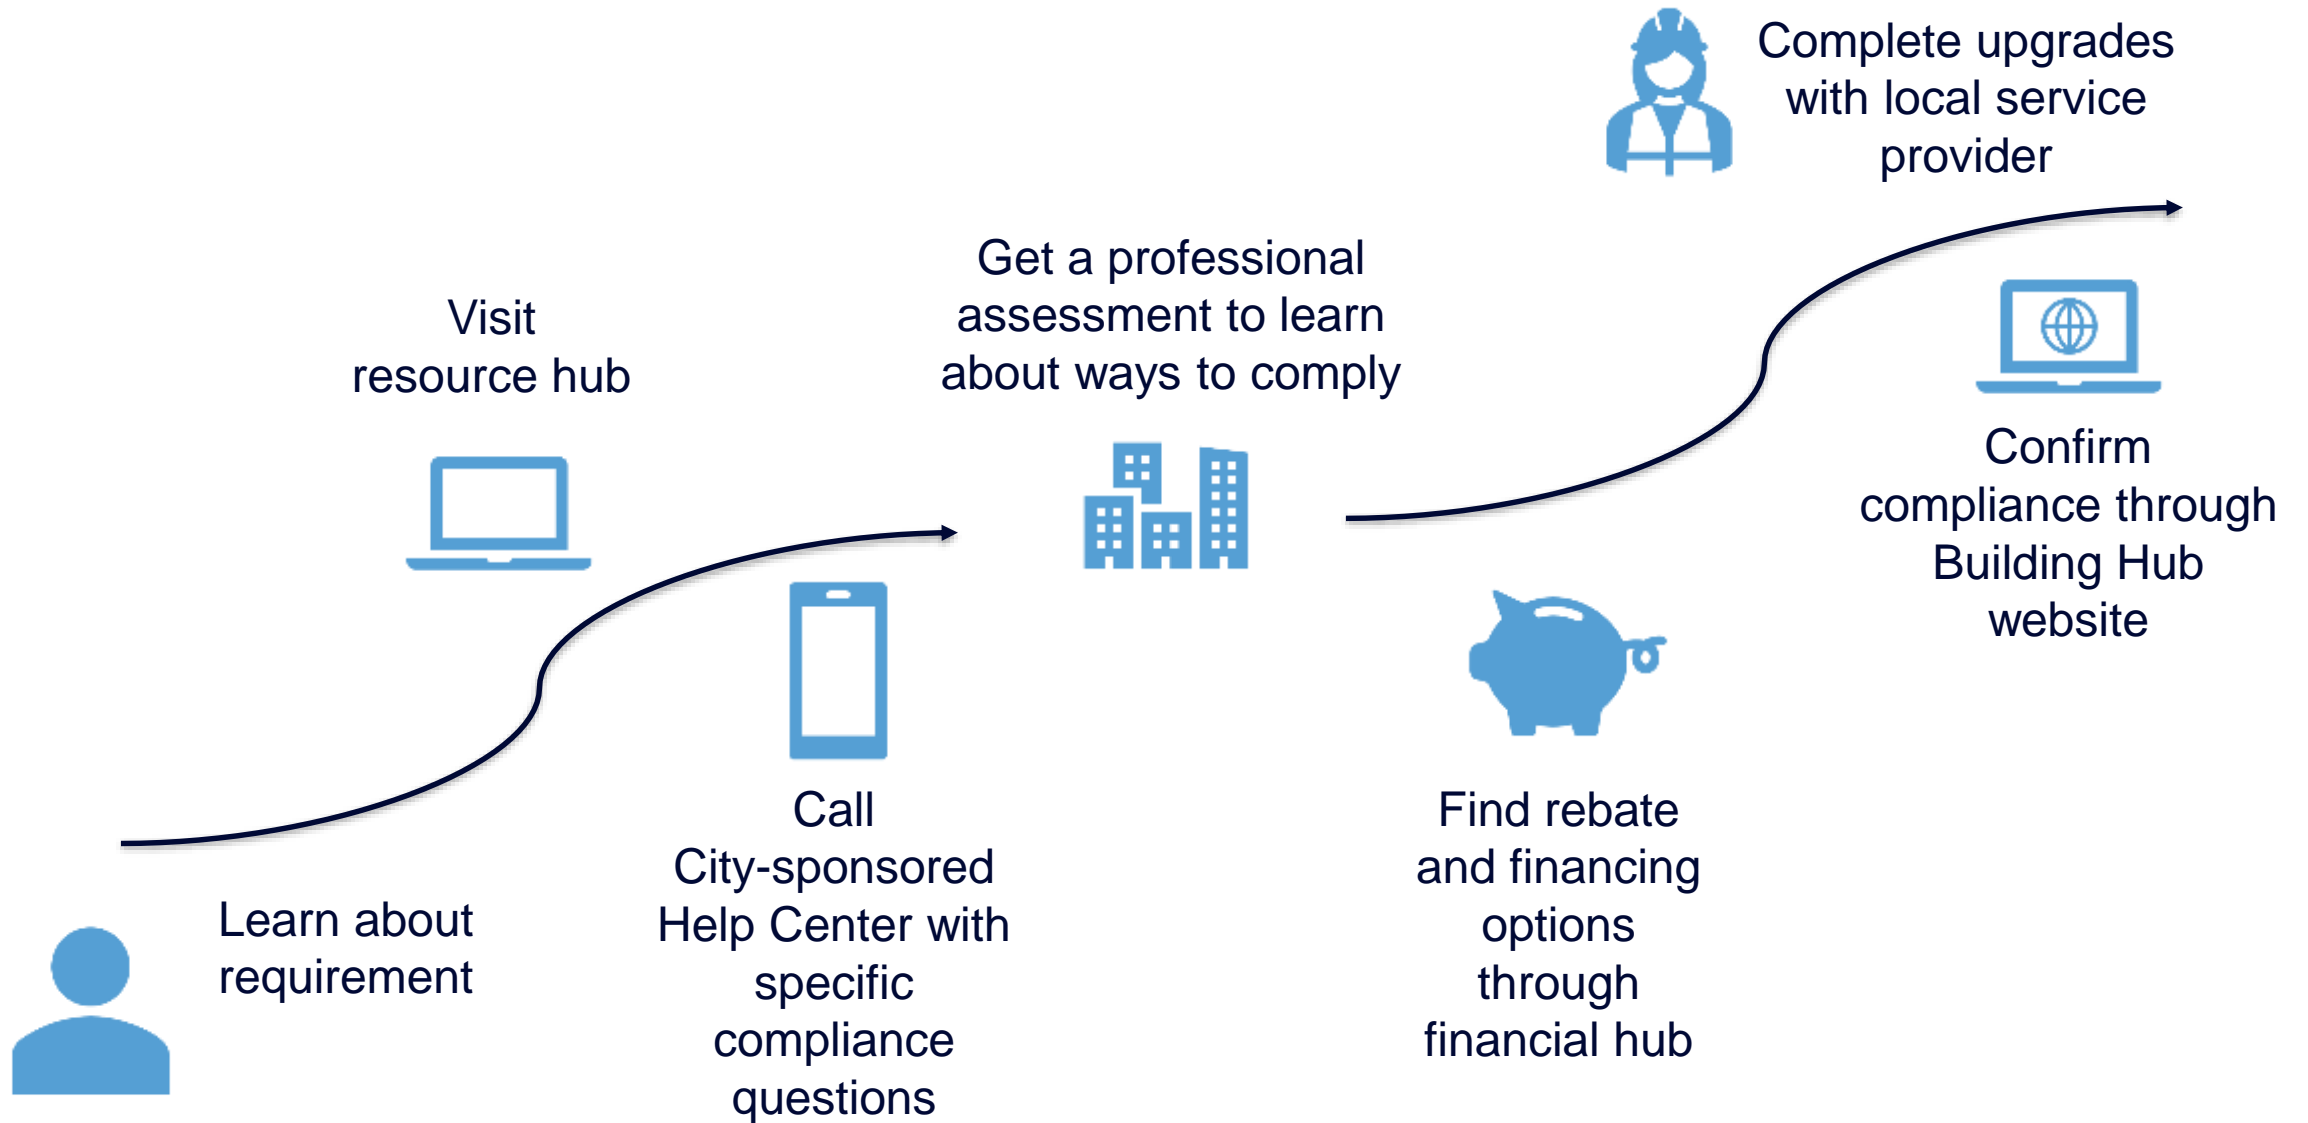 Learn about
requirement
Visit
resource hub
Call
City-sponsored
Help Center with
specific
compliance
questions
Get a professional
assessment to learn
about ways to comply
Find rebate
and financing
options
through
financial hub
Complete upgrades
with local service
provider
Confirm
compliance through
Building Hub
website